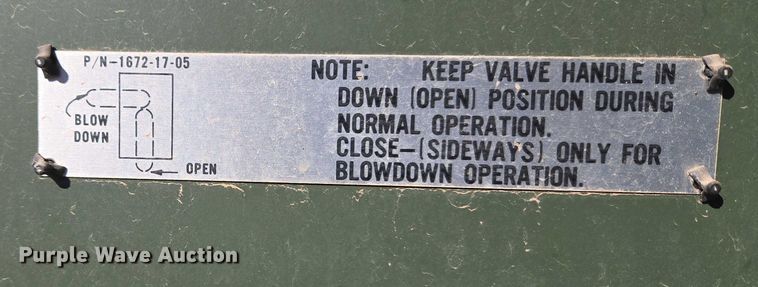 P/N-1672-17-05
BLOW
DOWN
OPEN
NOTE: KEEP VALVE HANDLE IN
DOWN (OPEN) POSITION DURING
NORMAL OPERATION.
CLOSE-(SIDEWAYS) ONLY FOR
BLOWDOWN OPERATION.
Purple Wave Auction